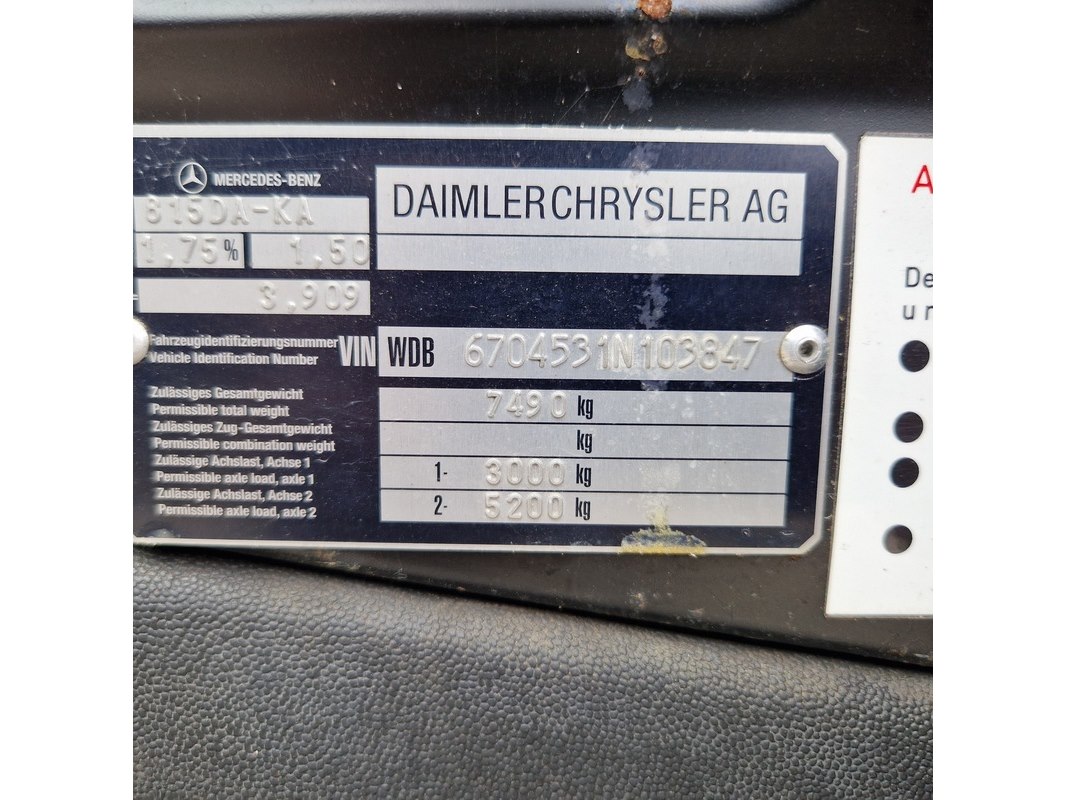 MERCEDES-BENZ
DAIMLERCHRYSLER AG
815DA-KA
1,75% 1,50
3,909
Fahrzeugidentifizierungsnummer
Vehicle Identification Number
VIN WDB 6704531N103847
Zulässiges Gesamtgewicht
Permissible total weight
7490 kg
Zulässiges Zug-Gesamtgewicht
Permissible combination weight
kg
Zulässige Achslast, Achse 1
Permissible axle load, axle 1
1- 3000 kg
Zulässige Achslast, Achse 2
Permissible axle load, axle 2
2- 5200 kg
A
De
ur